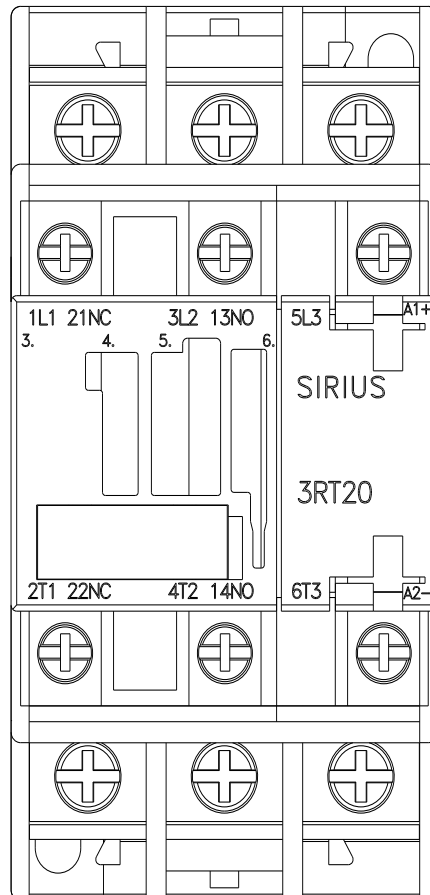 1L1 21NC 3L2 13NO 5L3 A1+
3. 4. 5. 6.
SIRIUS
3RT20
2T1 22NC 4T2 14NO 6T3 A2-